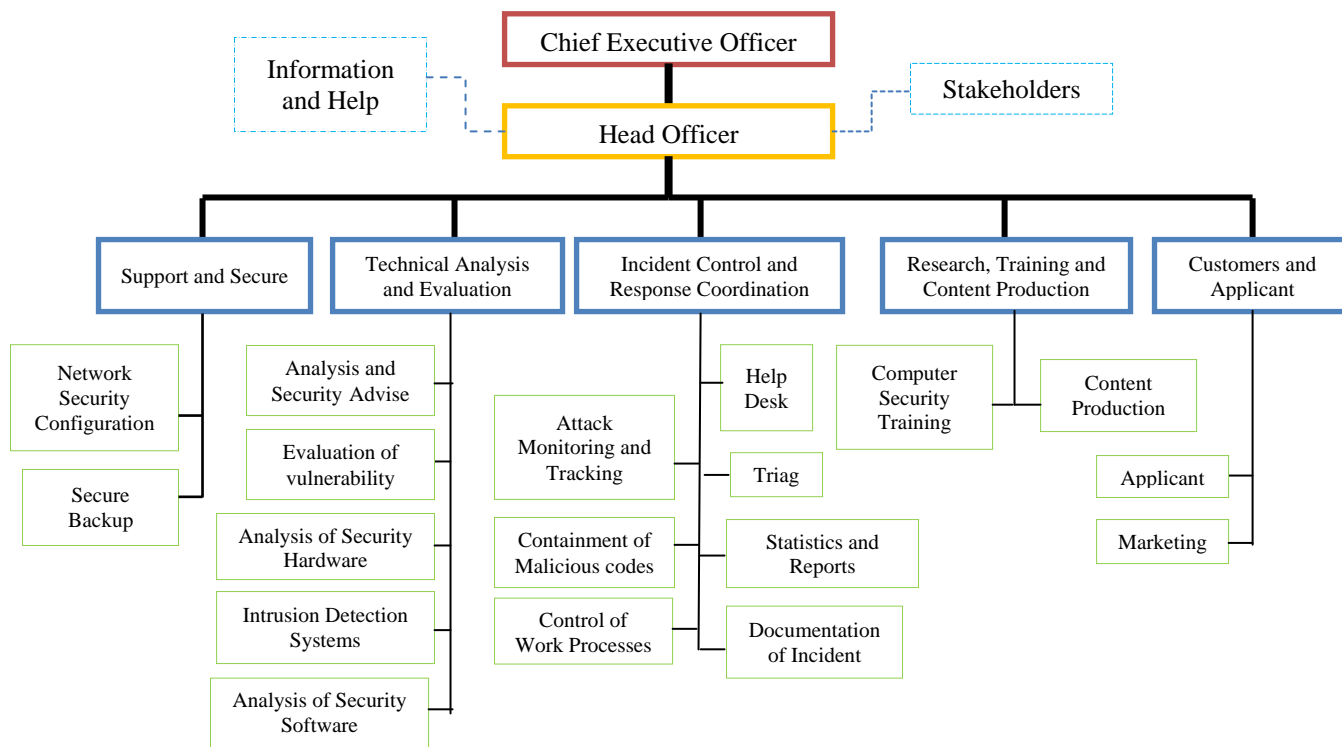 Chief Executive Officer
Information
and Help
Stakeholders
Head Officer
Support and Secure
Technical Analysis
and Evaluation
Incident Control and
Response Coordination
Research, Training and
Content Production
Customers and
Applicant
Network
Security
Configuration
Secure
Backup
Analysis and
Security Advise
Evaluation of
vulnerability
Analysis of Security
Hardware
Intrusion Detection
Systems
Analysis of Security
Software
Help
Desk
Attack
Monitoring and
Tracking
Triag
Containment of
Malicious codes
Statistics and
Reports
Control of
Work Processes
Documentation
of Incident
Computer
Security
Training
Content
Production
Applicant
Marketing